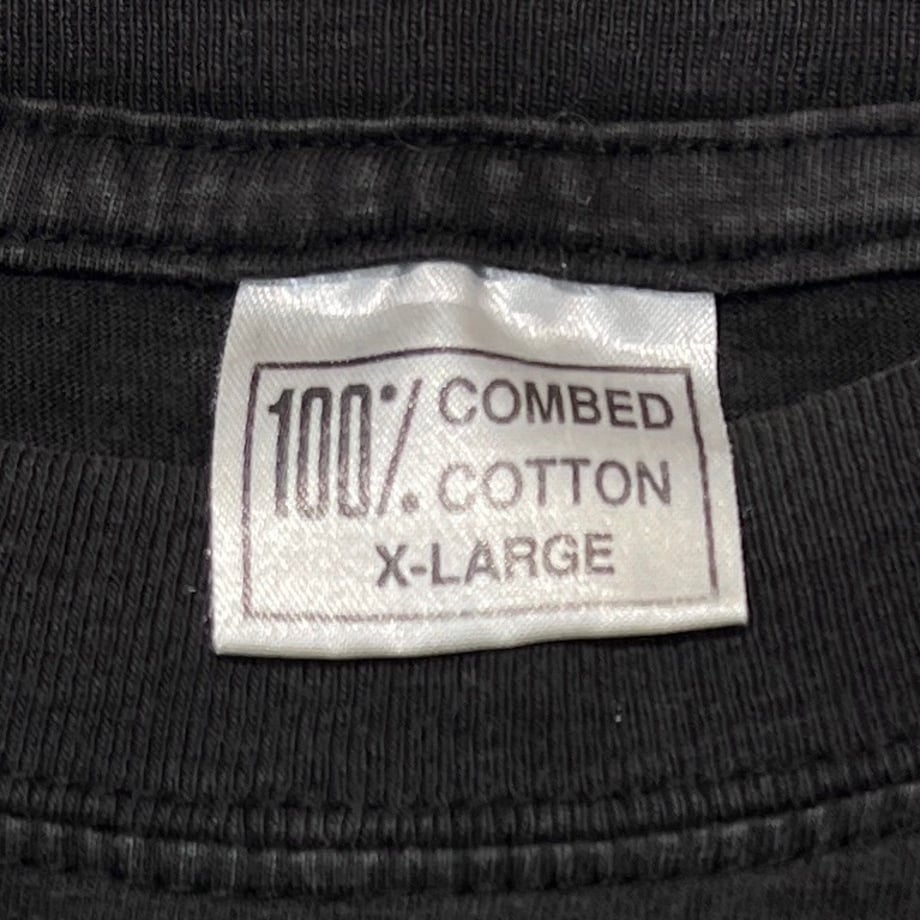 100% COMBED
COTTON
X-LARGE